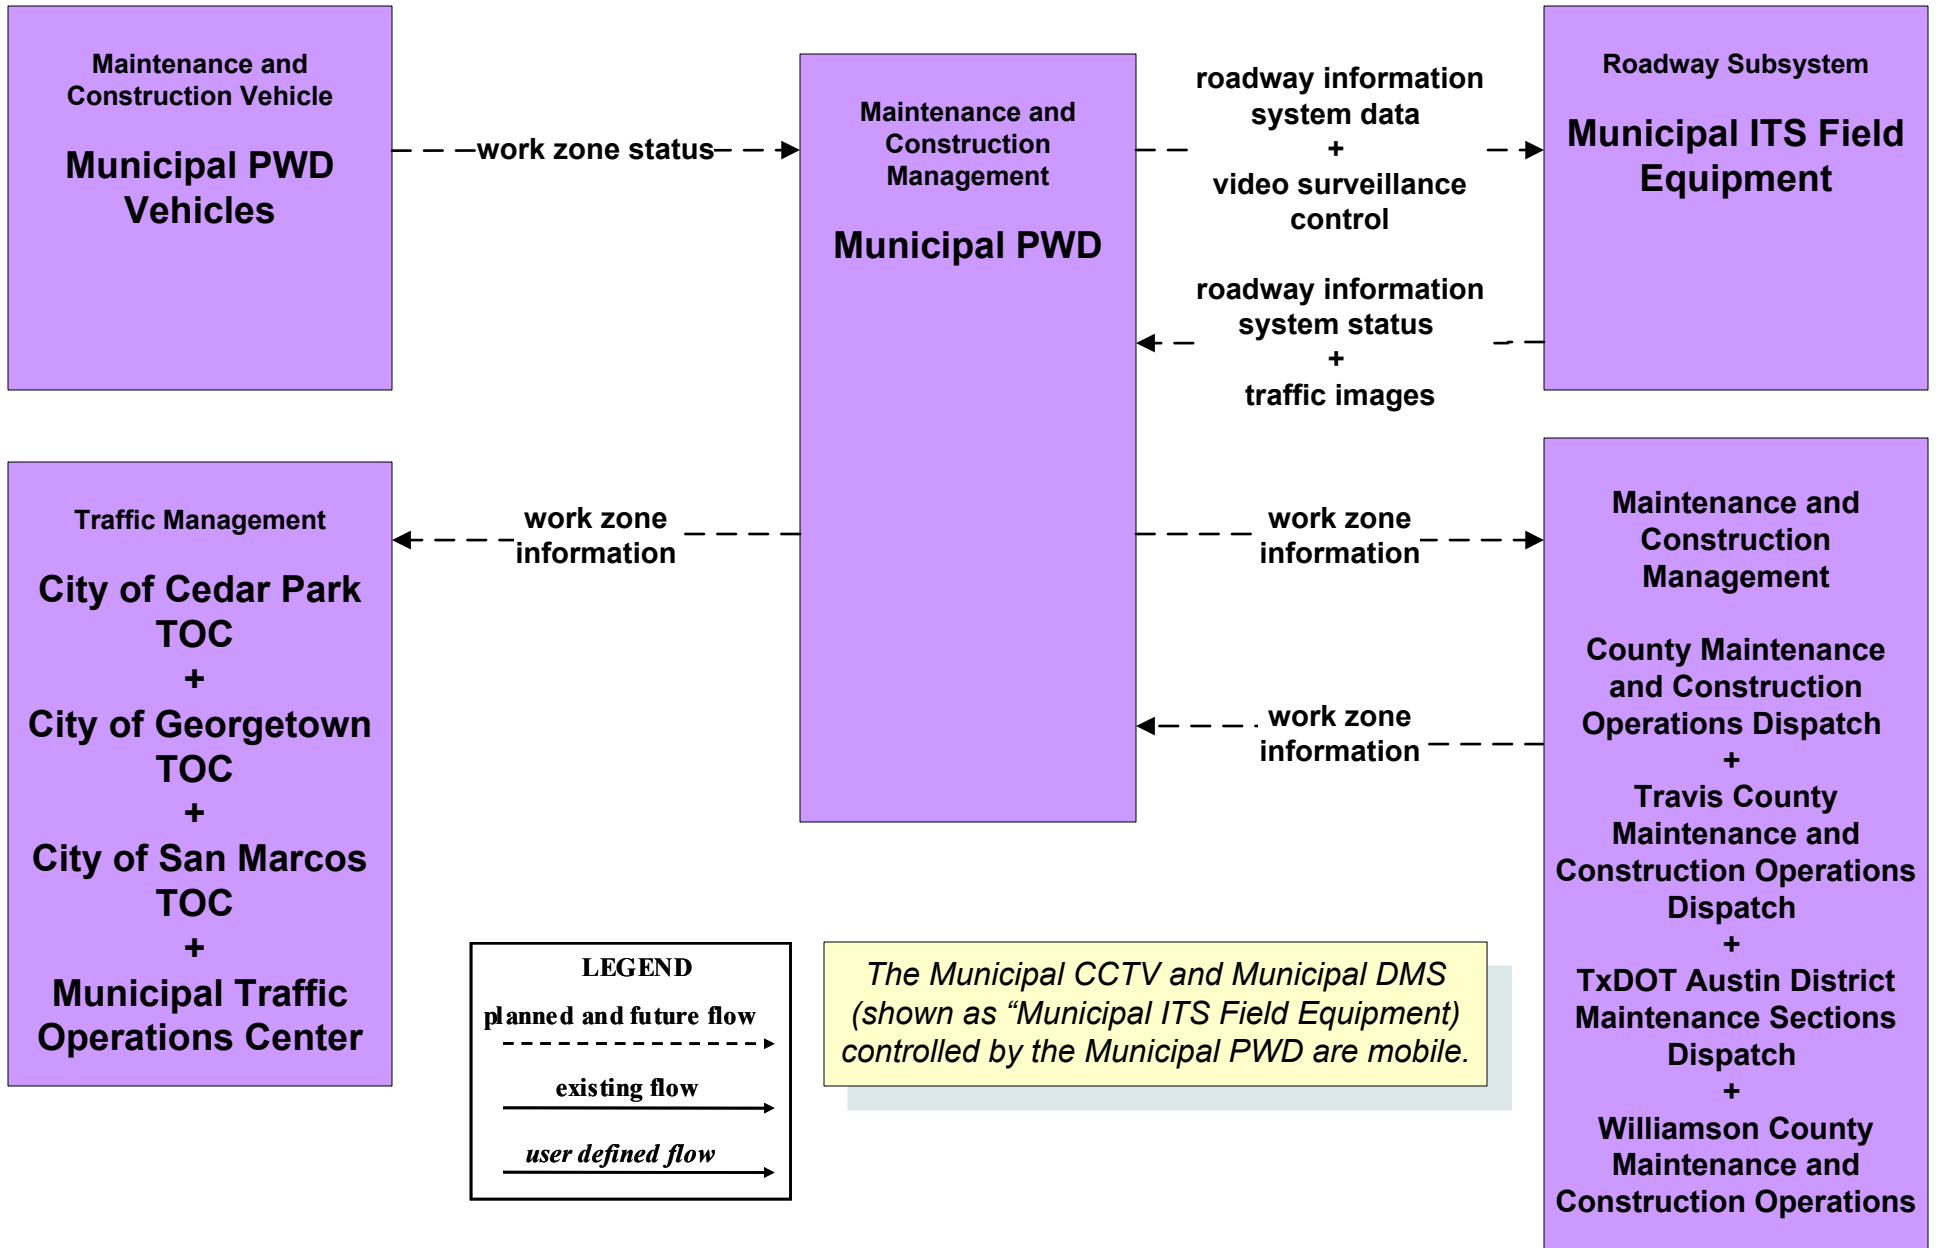 Maintenance and
Construction Vehicle
Municipal PWD
Vehicles
work zone status
Maintenance and
Construction
Management
Municipal PWD
roadway information
system data
+
video surveillance
control
roadway information
system status
+
traffic images
Roadway Subsystem
Municipal ITS Field
Equipment
Traffic Management
City of Cedar Park
TOC
+
City of Georgetown
TOC
+
City of San Marcos
TOC
+
Municipal Traffic
Operations Center
work zone
information
work zone
information
work zone
information
Maintenance and
Construction
Management
County Maintenance
and Construction
Operations Dispatch
+
Travis County
Maintenance and
Construction Operations
Dispatch
+
TxDOT Austin District
Maintenance Sections
Dispatch
+
Williamson County
Maintenance and
Construction Operations
LEGEND
planned and future flow
existing flow
user defined flow
The Municipal CCTV and Municipal DMS
(shown as “Municipal ITS Field Equipment)
controlled by the Municipal PWD are mobile.